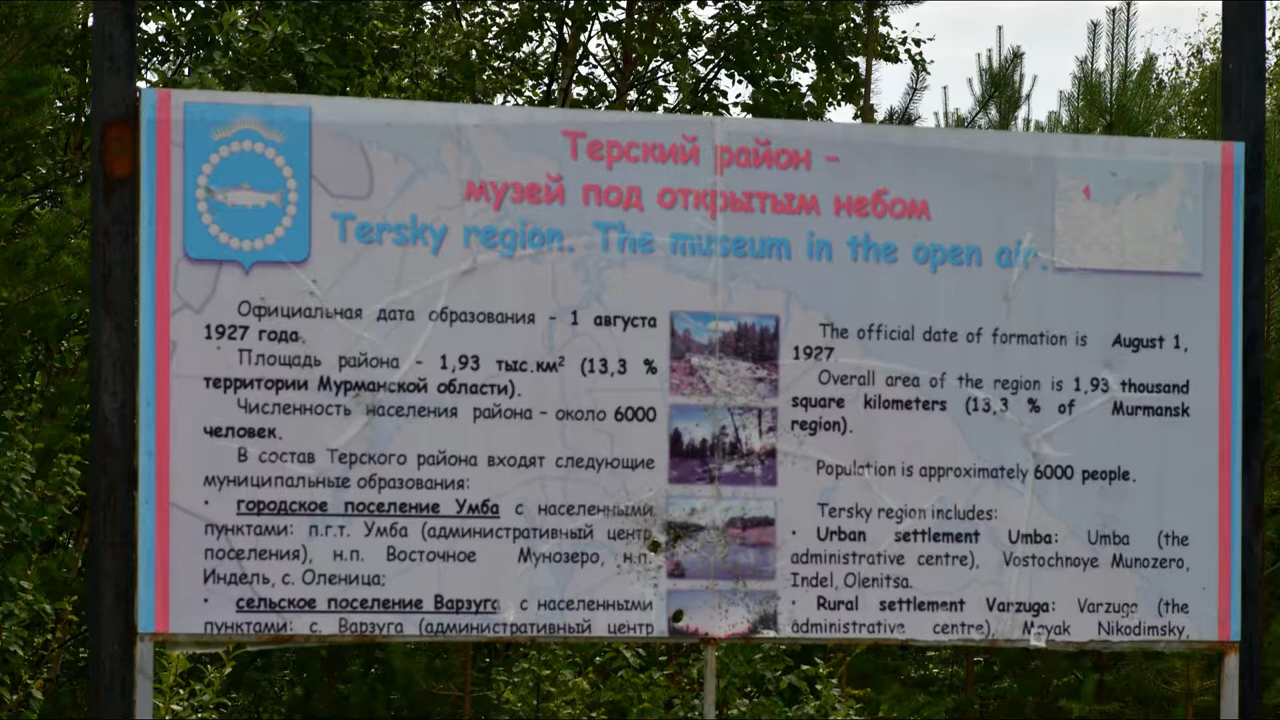 Терский район -
музей под открытым небом
Tersky region. The museum in the open air.
Официальная дата образования - 1 августа
1927 года.
Площадь района - 1,93 тыс.км² (13,3 %
территории Мурманской области).
Численность населения района - около 6000
человек.
В состав Терского района входят следующие
муниципальные образования:
· городское поселение Умба с населенными
пунктами: п.г.т. Умба (административный центр
поселения), н.п. Восточное Мунозеро, н.п.
Индель, с. Оленица;
· сельское поселение Варзуга с населенными
пунктами: с. Варзуга (административный центр
The official date of formation is August 1,
1927.
Overall area of the region is 1,93 thousand
square kilometers (13,3 % of Murmansk
region).
Population is approximately 6000 people.
Tersky region includes:
· Urban settlement Umba: Umba (the
administrative centre), Vostochnoye Munozero,
Indel, Olenitsa.
· Rural settlement Varzuga: Varzuga (the
administrative centre), Mayak Nikodimsky,